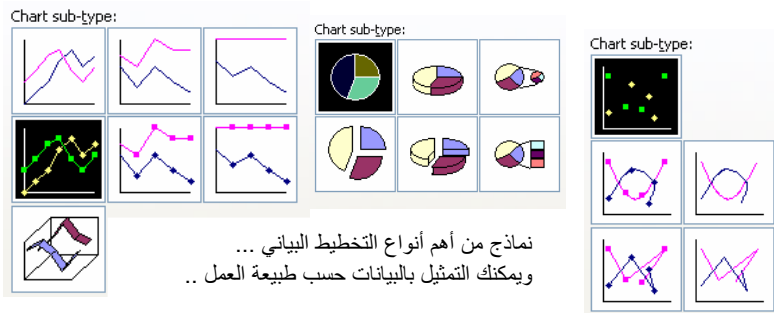 Chart sub-type:
Chart sub-type:
Chart sub-type:
نماذج من أهم أنواع التخطيط البياني ...
ويمكنك التمثيل بالبيانات حسب طبيعة العمل ..